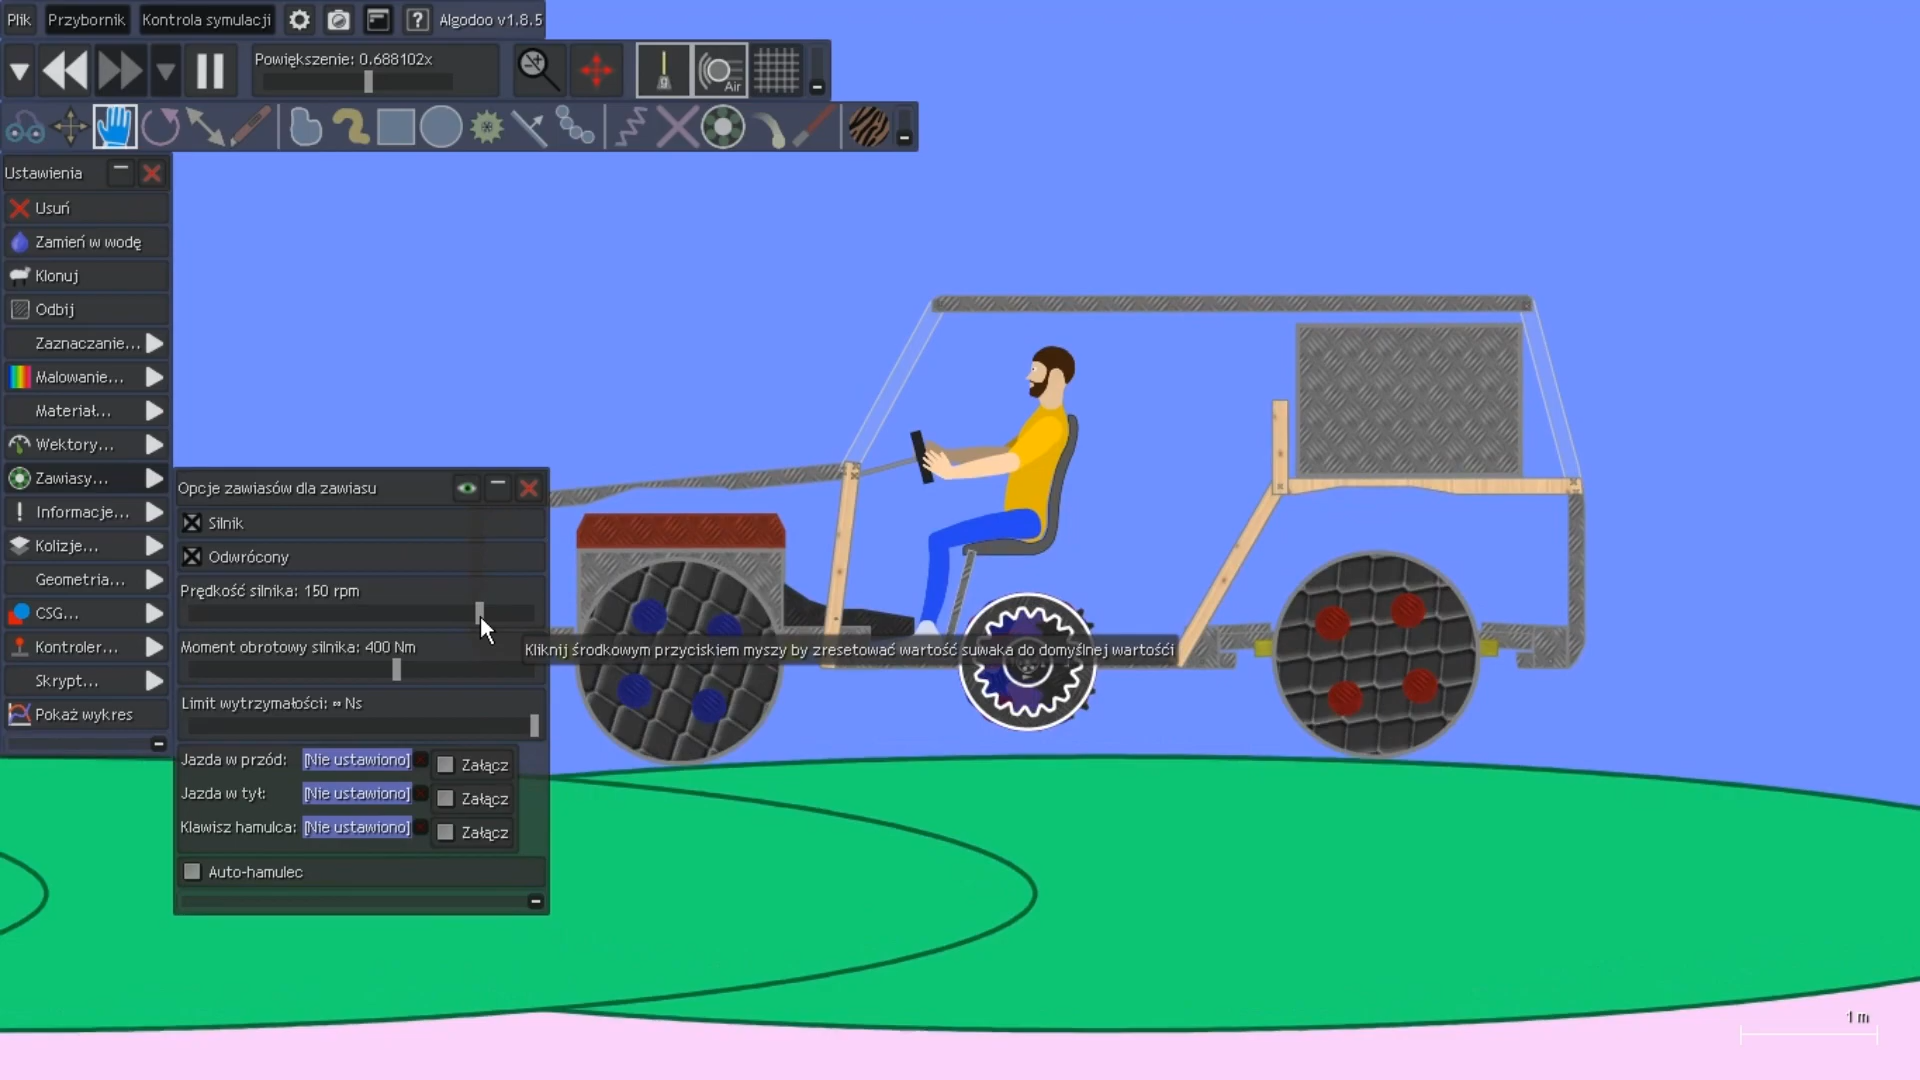 Plik Przybornik Kontrola symulacji Algodoo v1.8.5
Powiększenie: 0.688102x
Air
Ustawienia
Usuń
Zamień w wodę
Klonuj
Odbij
Zaznaczanie...
Malowanie...
Materiał...
Wektory...
Zawiasy...
Informacje...
Kolizje...
Geometria...
CSG...
Kontroler...
Skrypt...
Pokaż wykres
Opcje zawiasów dla zawiasu
Silnik
Odwrócony
Prędkość silnika: 150 rpm
Moment obrotowy silnika: 400 Nm
Kliknij środkowym przyciskiem myszy by zresetować wartość suwaka do domyślnej wartośći
Limit wytrzymałości: ∞ Ns
Jazda w przód: [Nie ustawiono] Załącz
Jazda w tył: [Nie ustawiono] Załącz
Klawisz hamulca: [Nie ustawiono] Załącz
Auto-hamulec
1 m